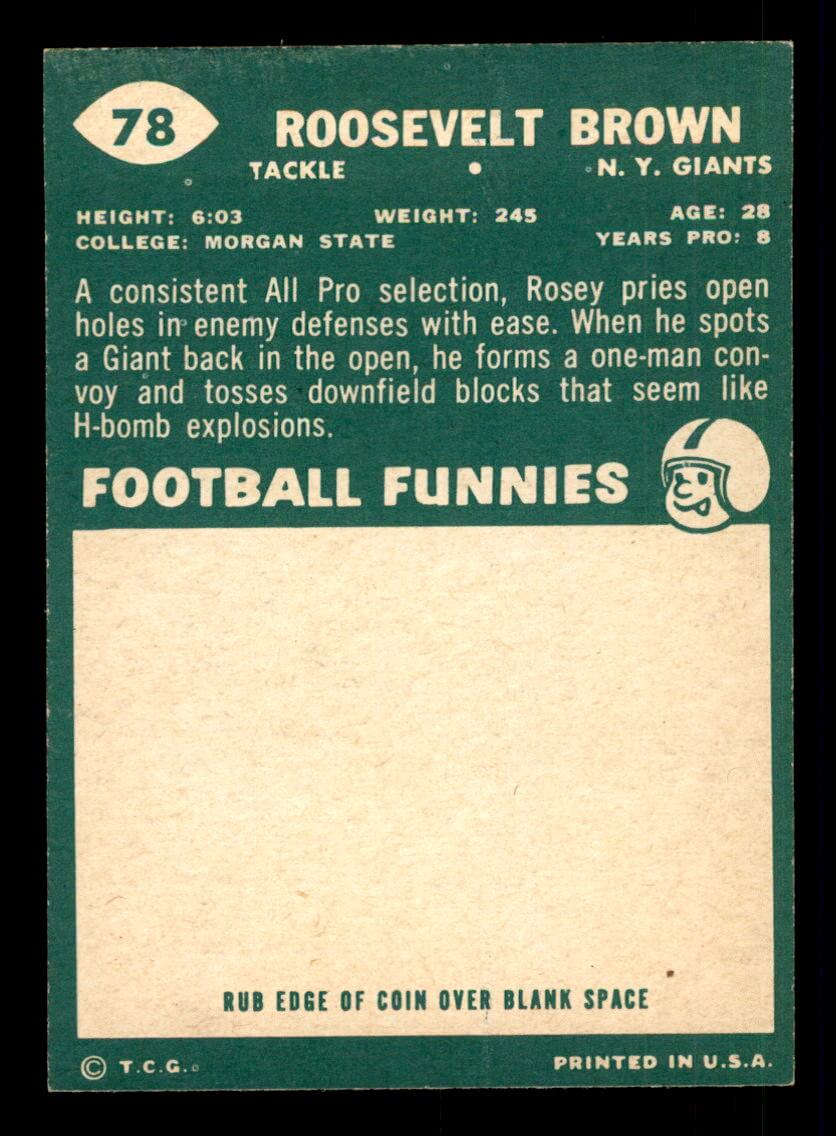 78
ROOSEVELT BROWN
TACKLE • N. Y. GIANTS
HEIGHT: 6:03 WEIGHT: 245 AGE: 28
COLLEGE: MORGAN STATE YEARS PRO: 8
A consistent All Pro selection, Rosey pries open
holes in enemy defenses with ease. When he spots
a Giant back in the open, he forms a one-man con-
voy and tosses downfield blocks that seem like
H-bomb explosions.
FOOTBALL FUNNIES
RUB EDGE OF COIN OVER BLANK SPACE
© T.C.G. PRINTED IN U.S.A.